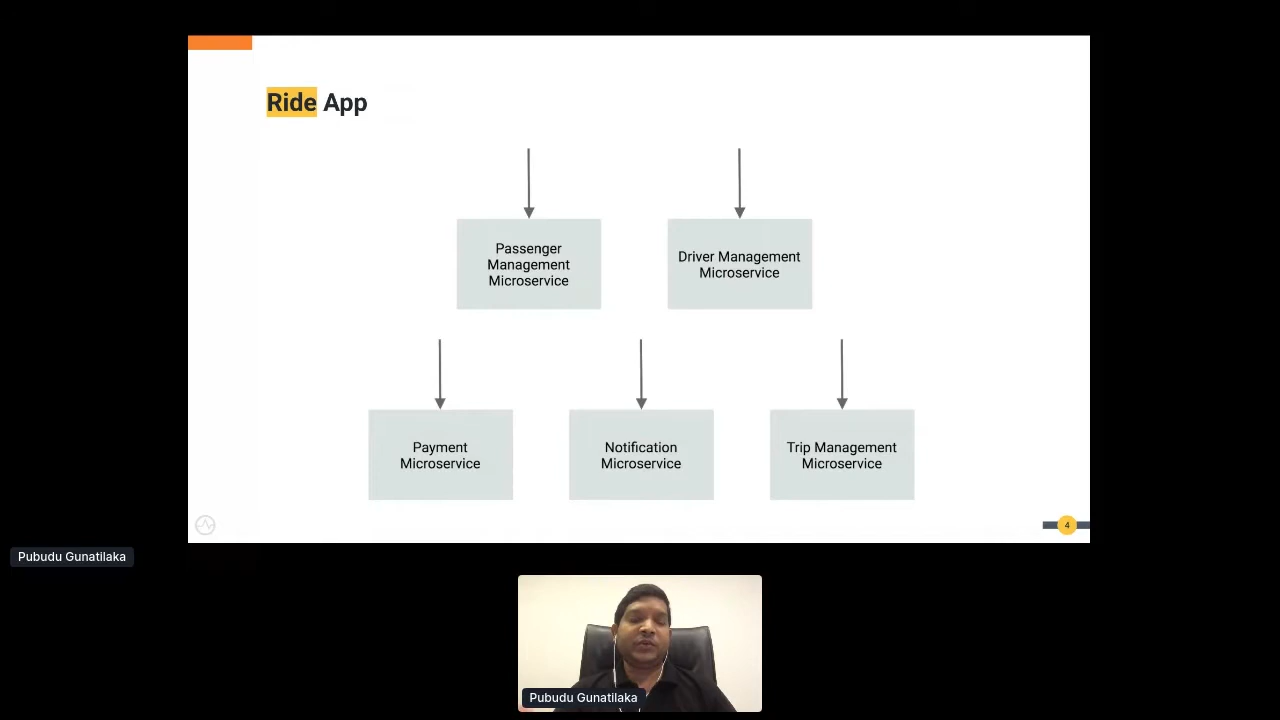 Ride App
Passenger
Management
Microservice
Driver Management
Microservice
Payment
Microservice
Notification
Microservice
Trip Management
Microservice
4
Pubudu Gunatilaka
Pubudu Gunatilaka